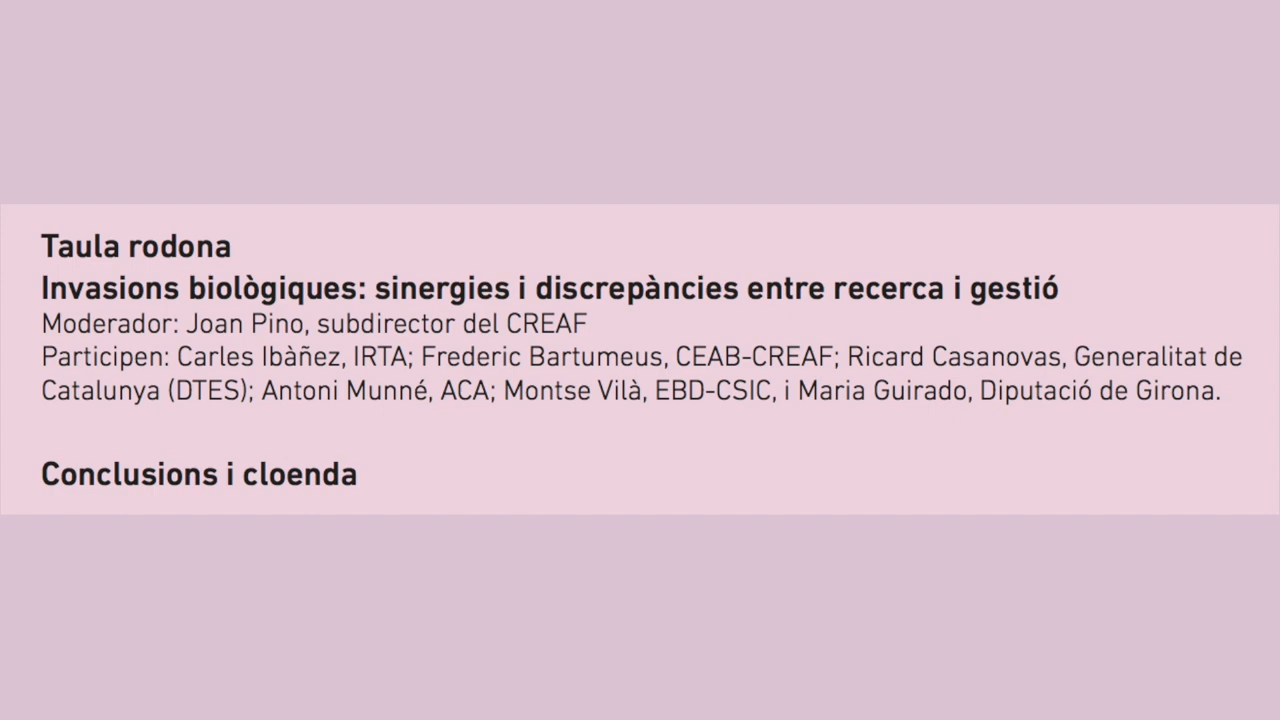 Taula rodona
Invasions biològiques: sinergies i discrepàncies entre recerca i gestió
Moderador: Joan Pino, subdirector del CREAF
Participen: Carles Ibàñez, IRTA; Frederic Bartumeus, CEAB-CREAF; Ricard Casanovas, Generalitat de
Catalunya (DTES); Antoni Munné, ACA; Montse Vilà, EBD-CSIC, i Maria Guirado, Diputació de Girona.
Conclusions i cloenda